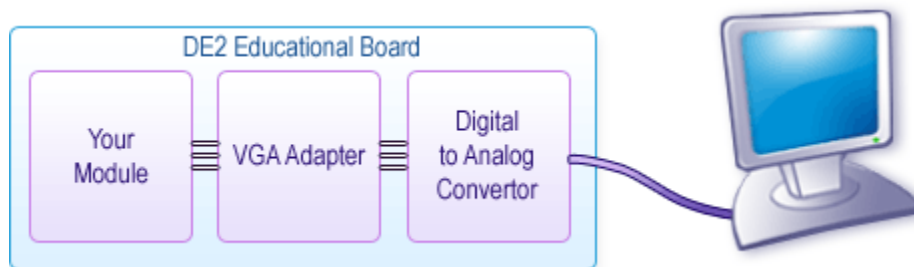 DE2 Educational Board
Your
Module
VGA Adapter
Digital
to Analog
Convertor